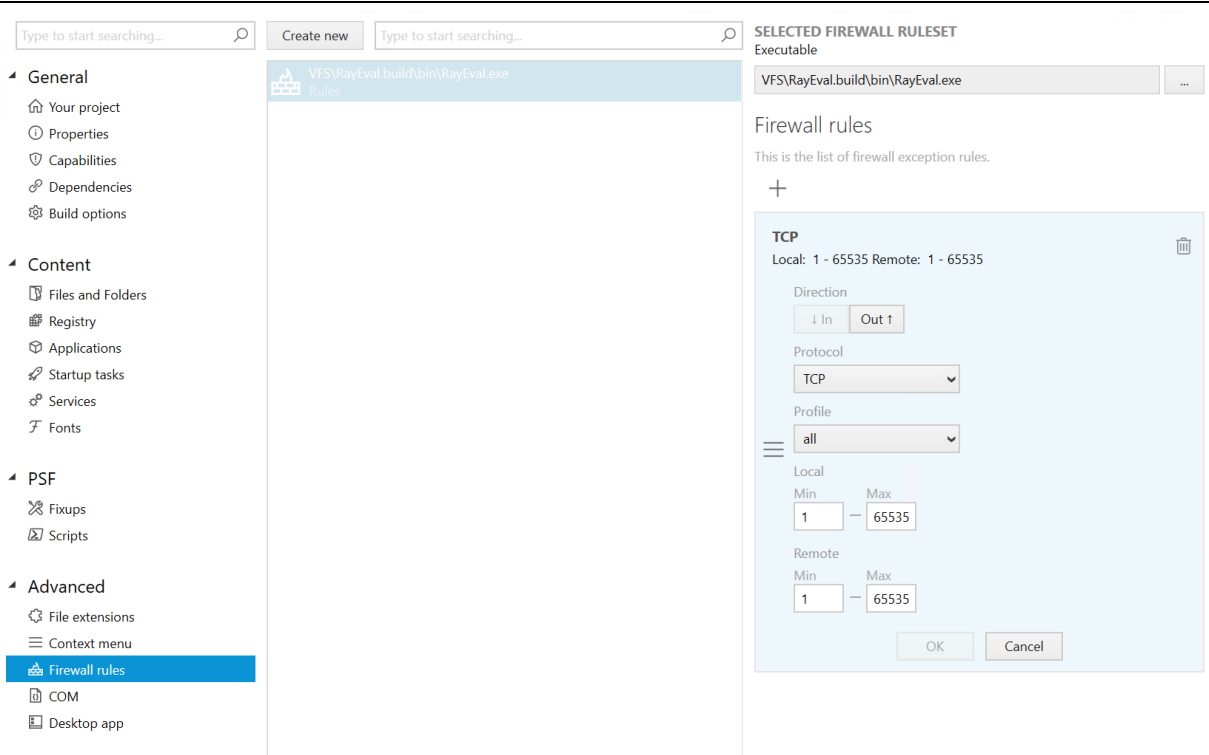 Type to start searching...
General
Your project
Properties
Capabilities
Dependencies
Build options
Content
Files and Folders
Registry
Applications
Startup tasks
Services
Fonts
PSF
Fixups
Scripts
Advanced
File extensions
Context menu
Firewall rules
COM
Desktop app
Create new
Type to start searching...
VFS\RayEval.build\bin\RayEval.exe
Rules
SELECTED FIREWALL RULESET
Executable
VFS\RayEval.build\bin\RayEval.exe
...
Firewall rules
This is the list of firewall exception rules.
TCP
Local: 1 - 65535 Remote: 1 - 65535
Direction
↓ In Out ↑
Protocol
TCP
Profile
all
Local
Min Max
1 — 65535
Remote
Min Max
1 — 65535
OK Cancel